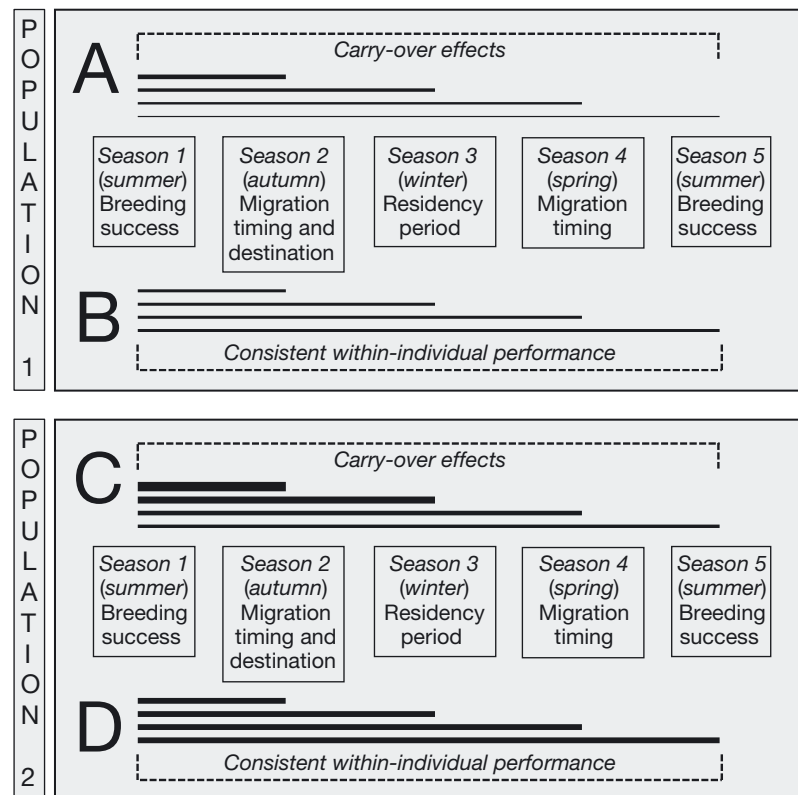 POPULATION 1
A
Carry-over effects
Season 1
(summer)
Breeding
success
Season 2
(autumn)
Migration
timing and
destination
Season 3
(winter)
Residency
period
Season 4
(spring)
Migration
timing
Season 5
(summer)
Breeding
success
B
Consistent within-individual performance
POPULATION 2
C
Carry-over effects
Season 1
(summer)
Breeding
success
Season 2
(autumn)
Migration
timing and
destination
Season 3
(winter)
Residency
period
Season 4
(spring)
Migration
timing
Season 5
(summer)
Breeding
success
D
Consistent within-individual performance